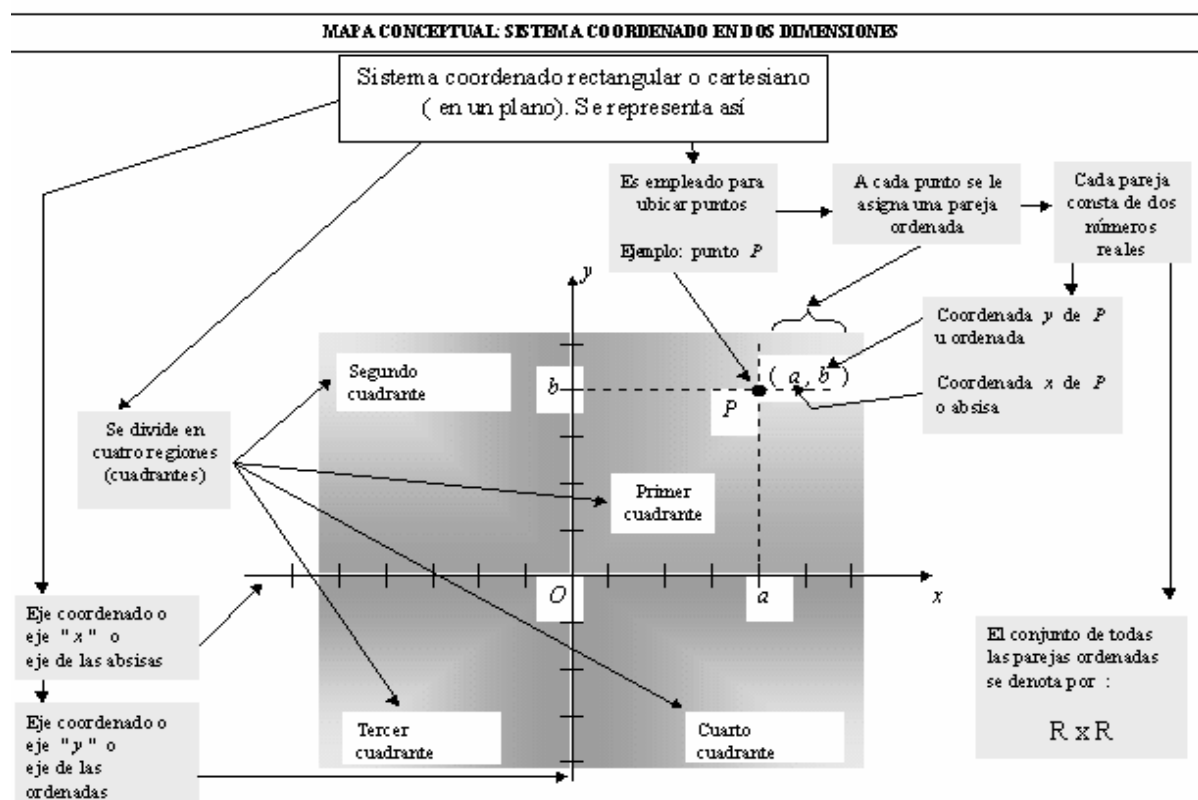 MAPA CONCEPTUAL: SISTEMA COORDENADO EN DOS DIMENSIONES
Sistema coordenado rectangular o cartesiano
( en un plano). Se representa así
Es empleado para
ubicar puntos
Ejemplo: punto P
A cada punto se le
asigna una pareja
ordenada
Cada pareja
consta de dos
números
reales
y
Coordenada y de P
u ordenada
Coordenada x de P
o absisa
Segundo
cuadrante
b
( a , b )
P
Se divide en
cuatro regiones
(cuadrantes)
Primer
cuadrante
O
a
x
Eje coordenado o
eje "x" o
eje de las absisas
El conjunto de todas
las parejas ordenadas
se denota por :
R x R
Eje coordenado o
eje "y" o
eje de las
ordenadas
Tercer
cuadrante
Cuarto
cuadrante